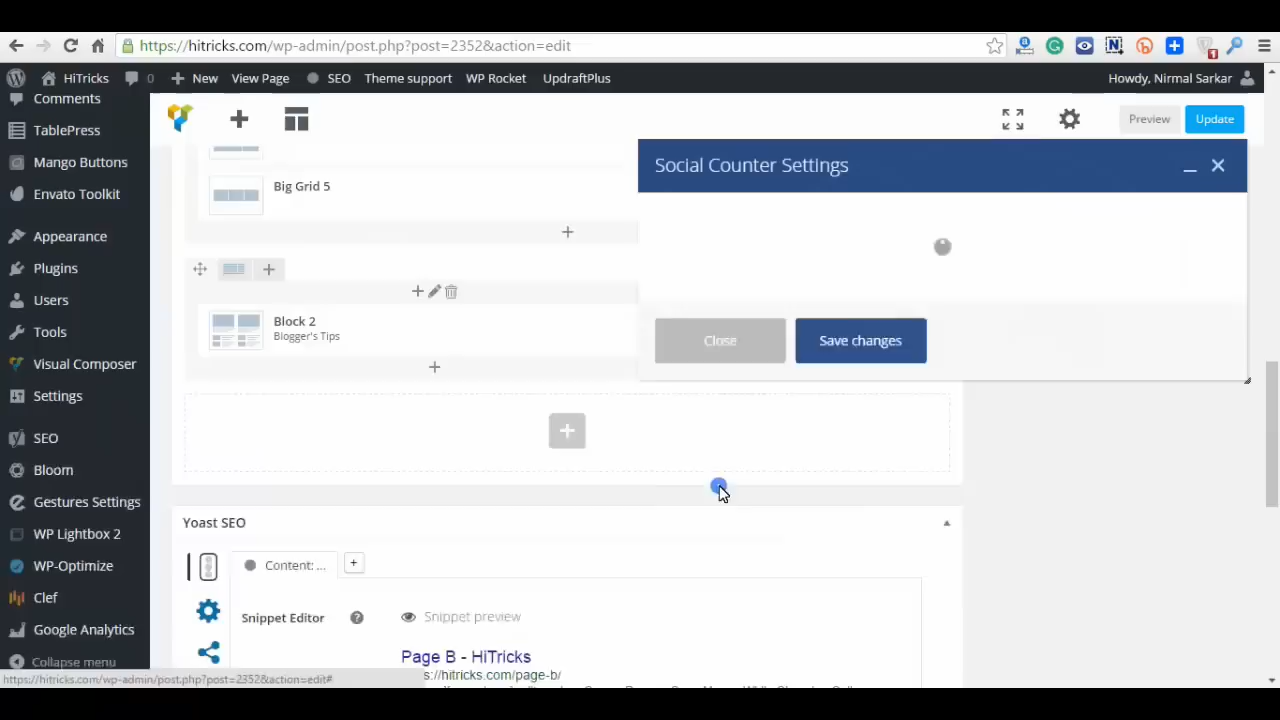 https://hitricks.com/wp-admin/post.php?post=2352&action=edit
HiTricks 0 New View Page SEO Theme support WP Rocket UpdraftPlus Howdy, Nirmal Sarkar
Comments
TablePress
Mango Buttons
Envato Toolkit
Appearance
Plugins
Users
Tools
Visual Composer
Settings
SEO
Bloom
Gestures Settings
WP Lightbox 2
WP-Optimize
Clef
Google Analytics
Collapse menu
Preview Update
Big Grid 5
Social Counter Settings
Close Save changes
Block 2
Blogger's Tips
Yoast SEO
Content: ... +
Snippet Editor ? Snippet preview
Page B - HiTricks
s://hitricks.com/page-b/
https://hitricks.com/wp-admin/post.php?post=2352&action=edit#